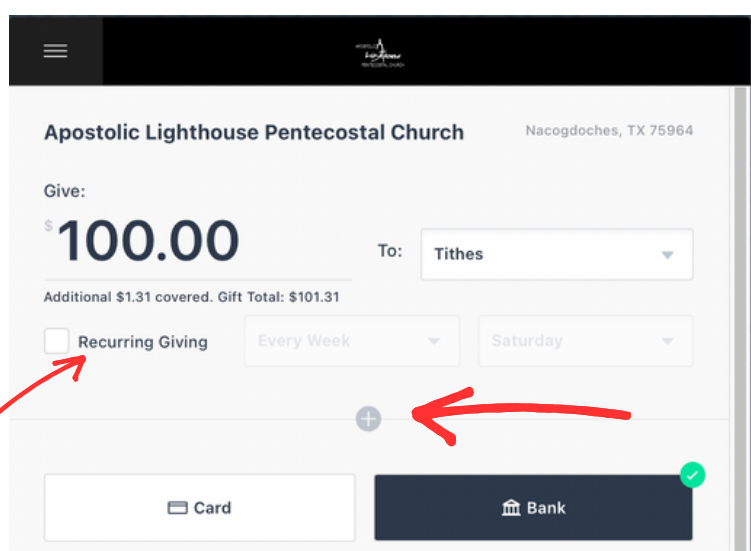 Apostolic Lighthouse Pentecostal Church
Nacogdoches, TX 75964
Give:
$100.00
To: Tithes
Additional $1.31 covered. Gift Total: $101.31
Recurring Giving Every Week Saturday
Card Bank